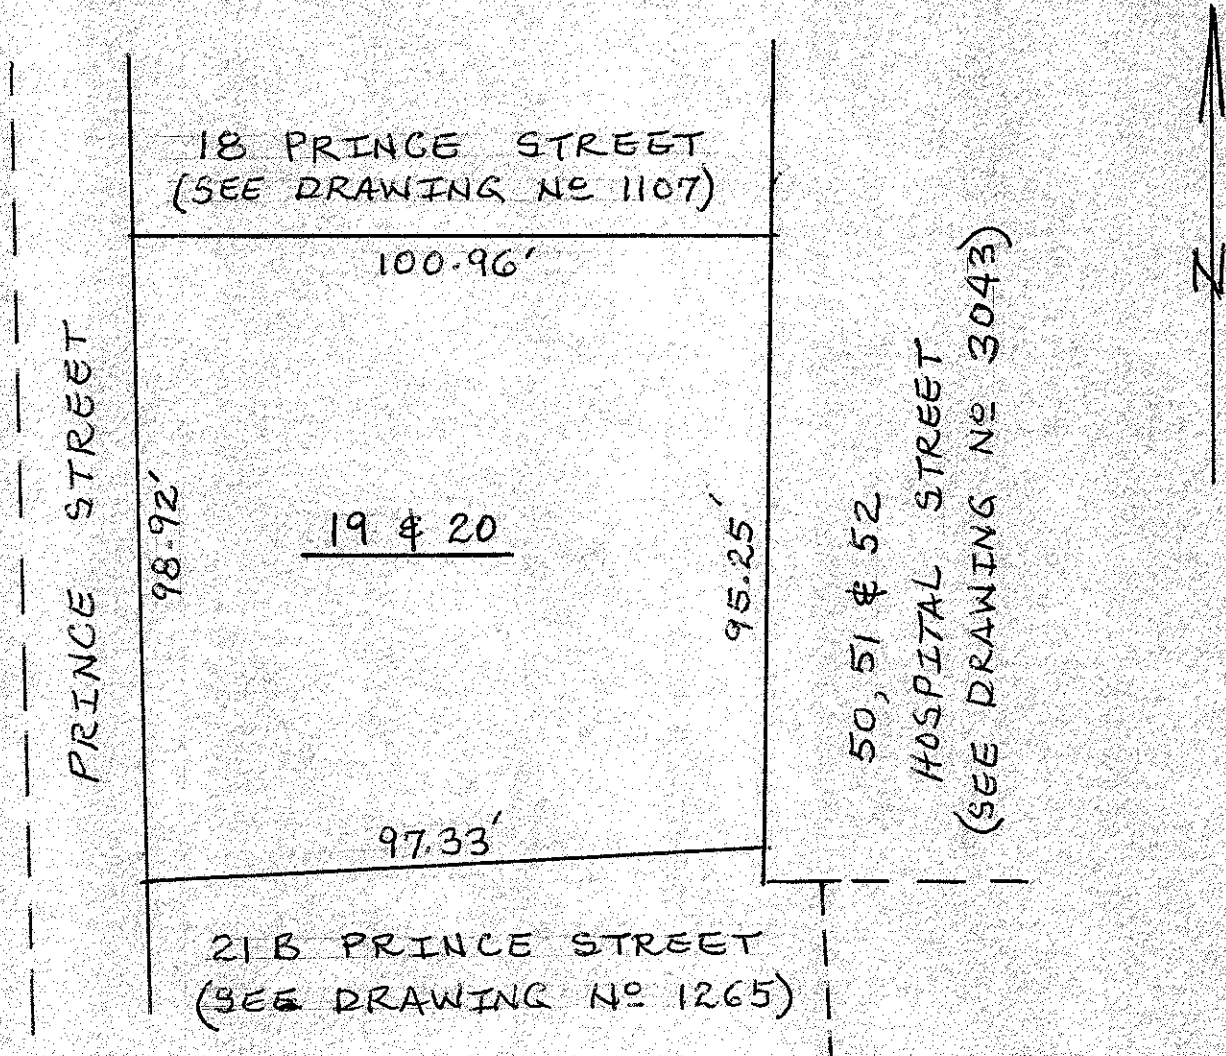 18 PRINCE STREET
(SEE DRAWING Nº 1107)
100.96'
N
PRINCE STREET
98.92'
19 & 20
95.25'
50, 51 & 52
HOSPITAL STREET
(SEE DRAWING Nº 3043)
97.33'
21 B PRINCE STREET
(SEE DRAWING Nº 1265)